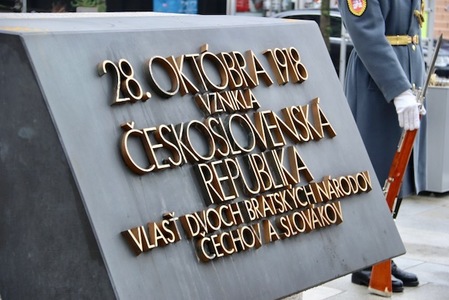 28. OKTÓBRA 1918
VZNIKLA
ČESKOSLOVENSKÁ
REPUBLIKA
VLASŤ DVOCH BRATSKÝCH NÁRODOV
ČECHOV A SLOVÁKOV